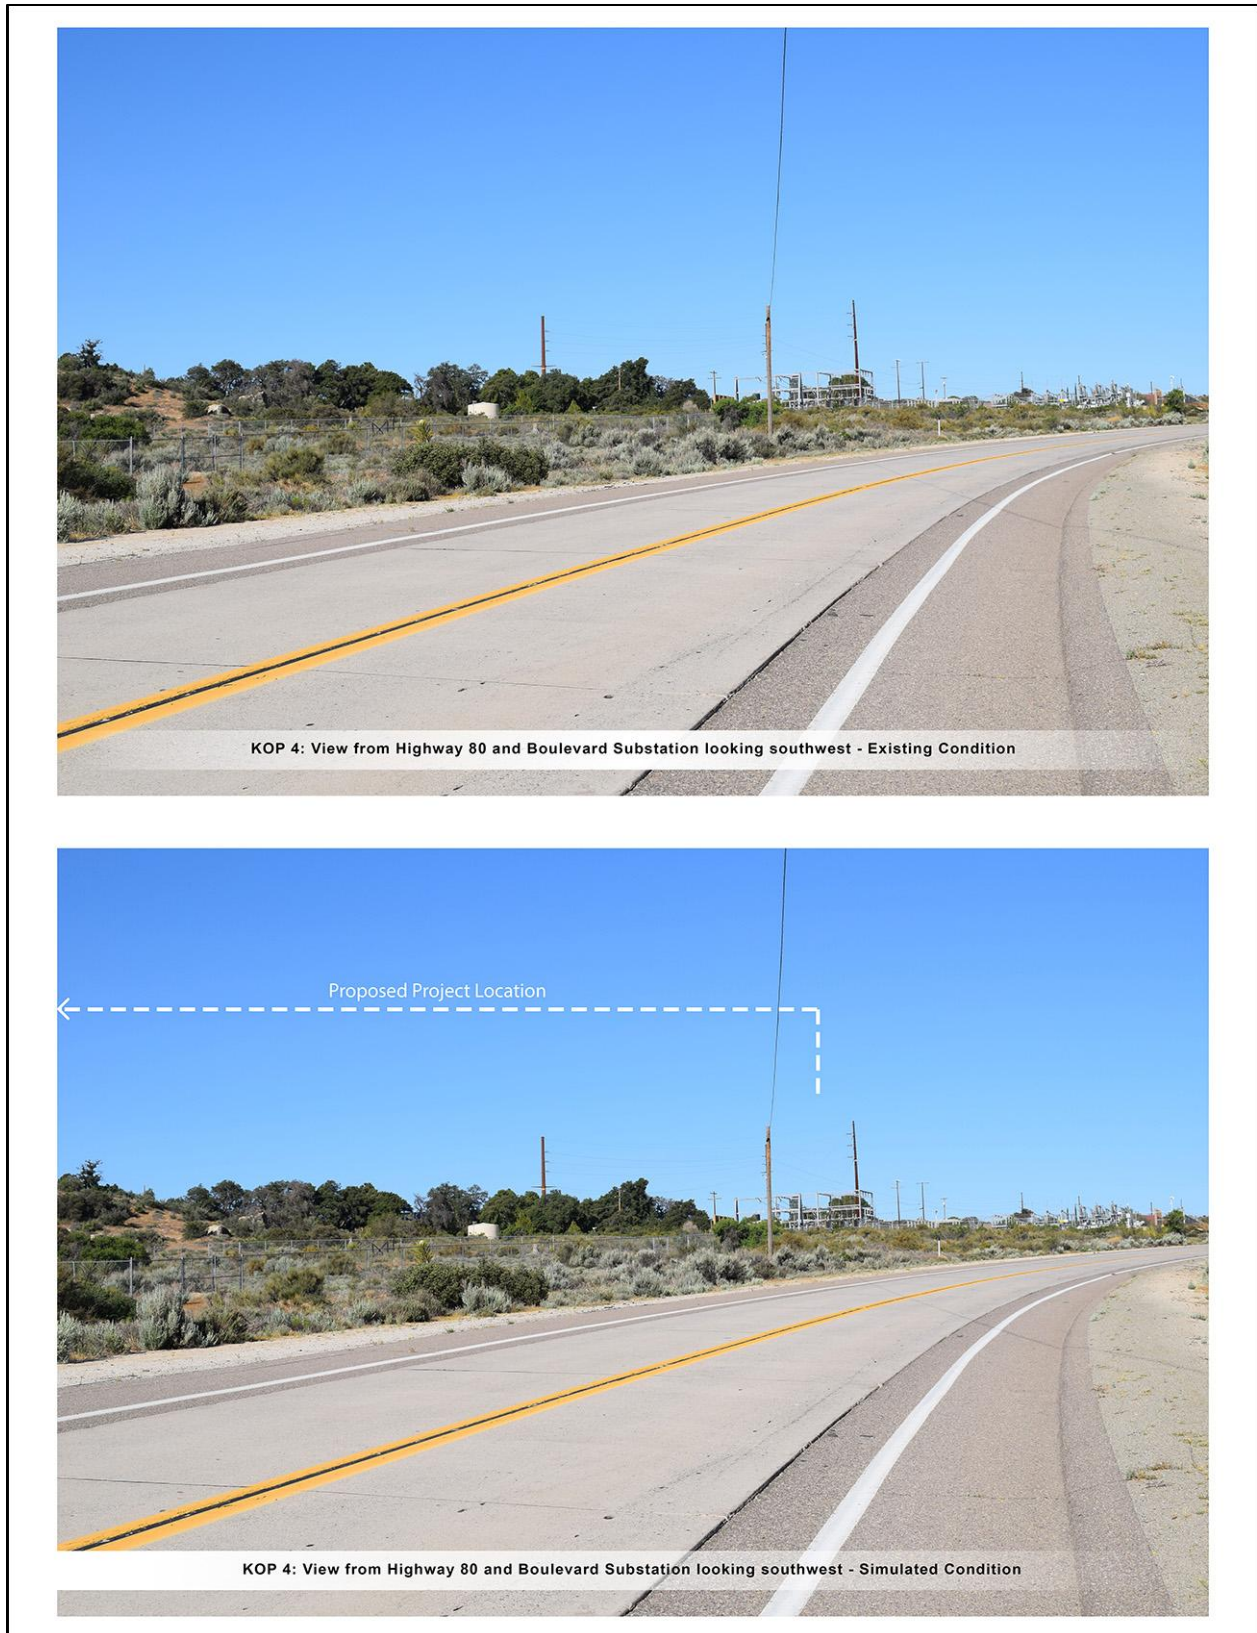 KOP 4: View from Highway 80 and Boulevard Substation looking southwest - Existing Condition
Proposed Project Location
KOP 4: View from Highway 80 and Boulevard Substation looking southwest - Simulated Condition